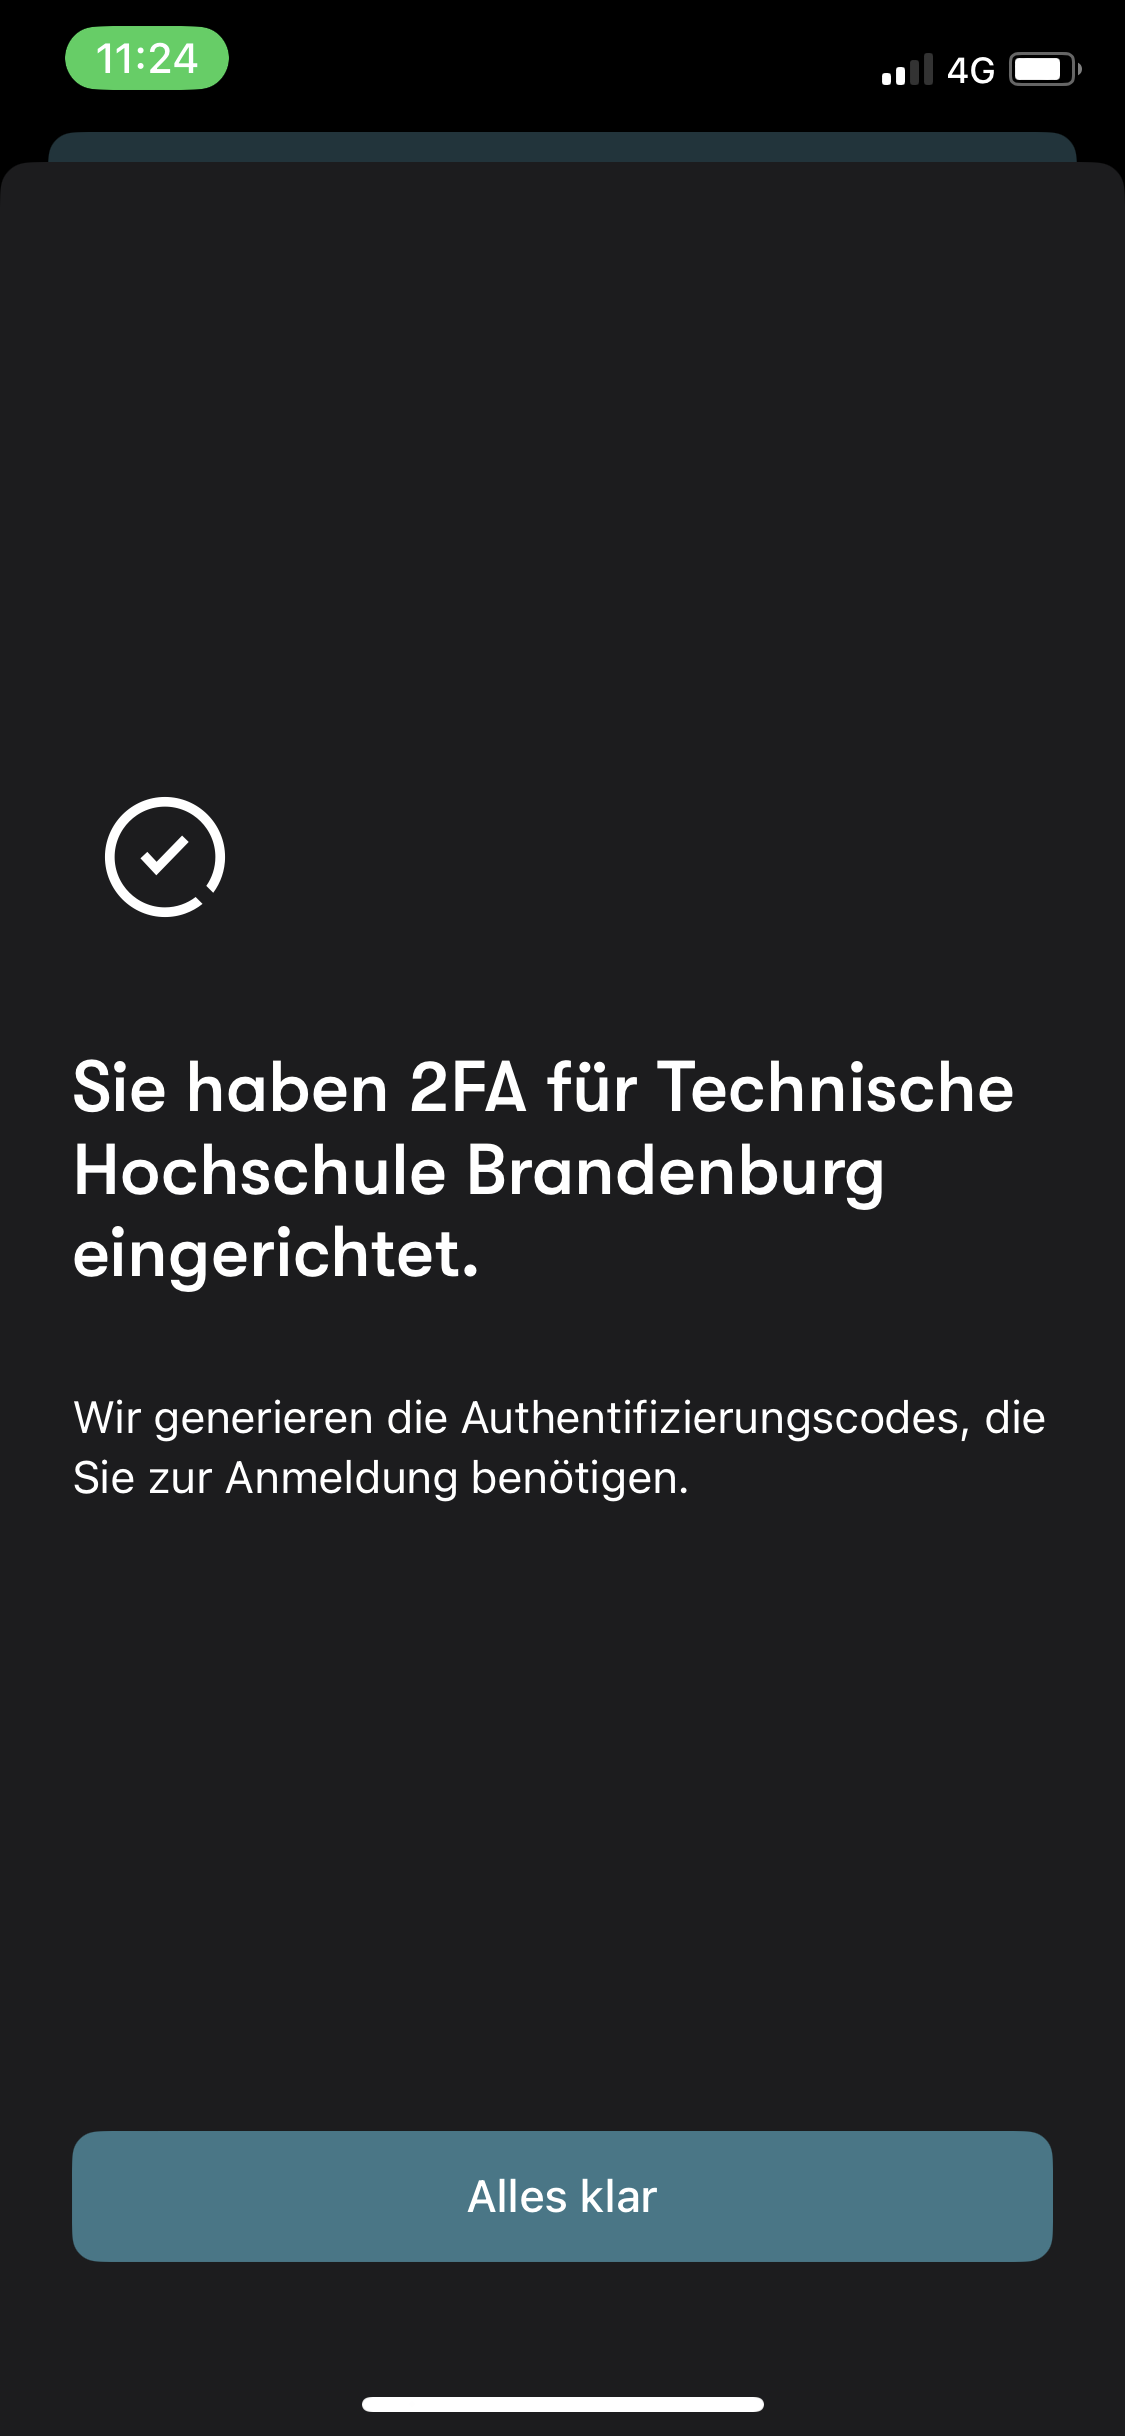 11:24
4G
Sie haben 2FA für Technische
Hochschule Brandenburg
eingerichtet.
Wir generieren die Authentifizierungscodes, die
Sie zur Anmeldung benötigen.
Alles klar